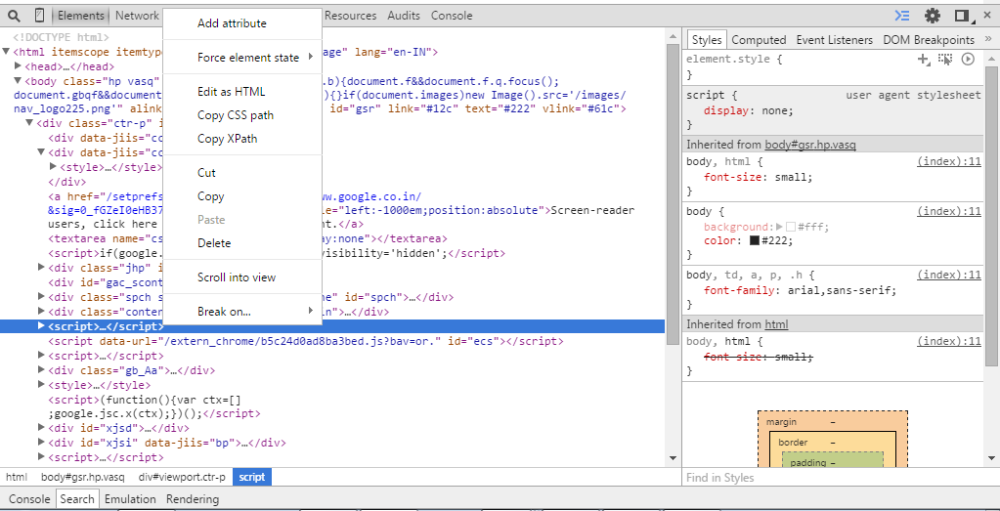 Elements Network Resources Audits Console
<!DOCTYPE html>
<html itemscope itemtyp age" lang="en-IN">
<head>…</head>
<body class="hp vasq" .b){document.f&&document.f.q.focus();
document.gbqf&&document ){}if(document.images)new Image().src='/images/
nav_logo225.png'" alink id="gsr" link="#12c" text="#222" vlink="#61c">
<div class="ctr-p" i
<div data-jiis="cc
<div data-jiis="cc
<style>…</style>
</div>
<a href="/setprefs ww.google.co.in/
&sig=0_fGZeI0eHB37 le="left:-1000em;position:absolute">Screen-reader
users, click here nt.</a>
<textarea name="cs ay:none"></textarea>
<script>if(google. visibility='hidden';</script>
<div class="jhp" i
<div id="gac_scont
<div class="spch s ne" id="spch">…</div>
<div class="conten in">…</div>
<script>…</script>
<script data-url="/extern_chrome/b5c24d0ad8ba3bed.js?bav=or." id="ecs"></script>
<script>…</script>
<div class="gb_Aa">…</div>
<style>…</style>
<script>(function(){var ctx=[]
;google.jsc.x(ctx);})();</script>
<div id="xjsd">…</div>
<div id="xjsi" data-jiis="bp">…</div>
<script>…</script>
Add attribute
Force element state
Edit as HTML
Copy CSS path
Copy XPath
Cut
Copy
Paste
Delete
Scroll into view
Break on...
Styles Computed Event Listeners DOM Breakpoints »
element.style {
}
script { user agent stylesheet
display: none;
}
Inherited from body#gsr.hp.vasq
body, html { (index):11
font-size: small;
}
body { (index):11
background: #fff;
color: #222;
}
body, td, a, p, .h { (index):11
font-family: arial,sans-serif;
}
Inherited from html
body, html { (index):11
font-size: small;
}
margin –
border –
padding –
Find in Styles
html body#gsr.hp.vasq div#viewport.ctr-p script
Console Search Emulation Rendering